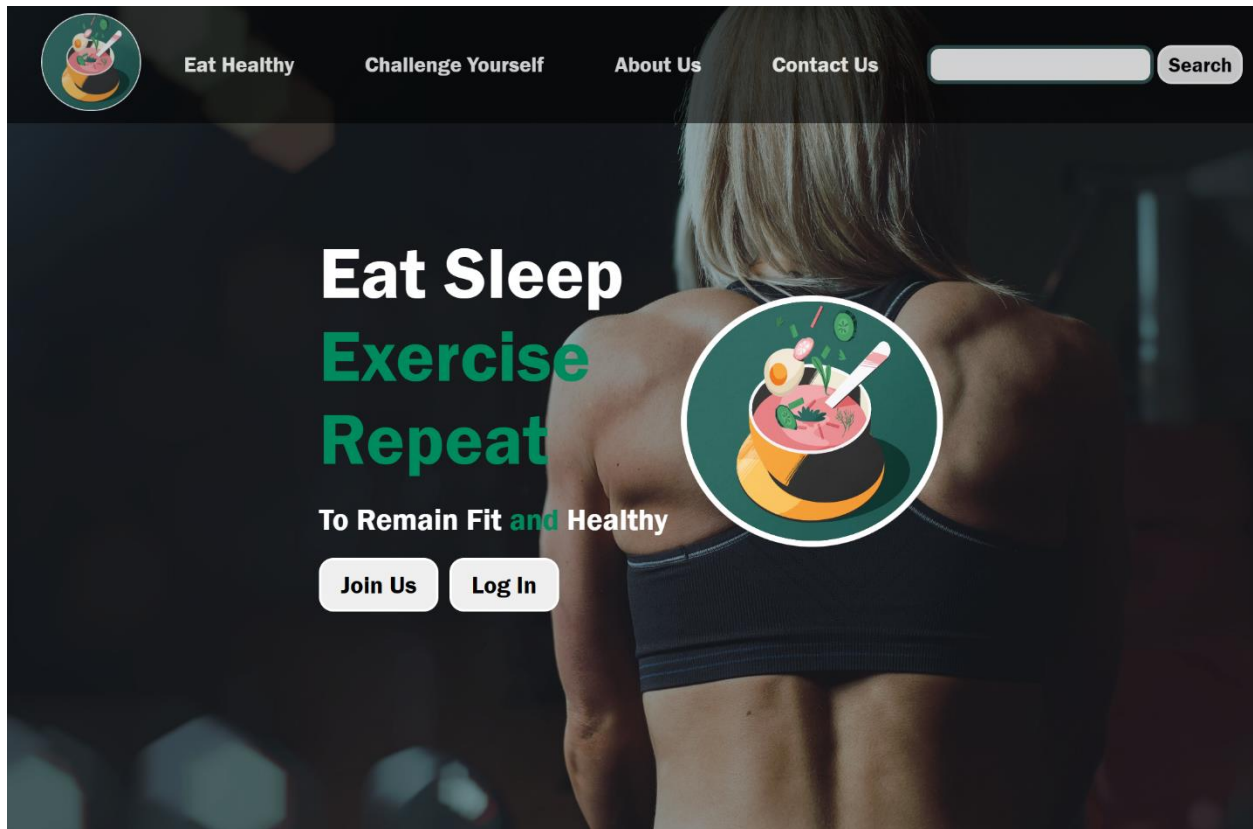 Eat Healthy
Challenge Yourself
About Us
Contact Us
Search
Eat Sleep
Exercise
Repeat
To Remain Fit and Healthy
Join Us
Log In